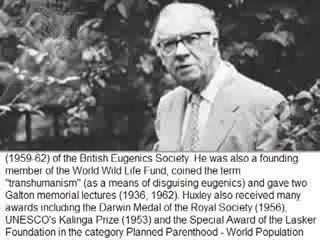 (1959-62) of the British Eugenics Society. He was also a founding
member of the World Wild Life Fund, coined the term
"transhumanism" (as a means of disguising eugenics) and gave two
Galton memorial lectures (1936, 1962). Huxley also received many
awards including the Darwin Medal of the Royal Society (1956),
UNESCO's Kalinga Prize (1953) and the Special Award of the Lasker
Foundation in the category Planned Parenthood - World Population